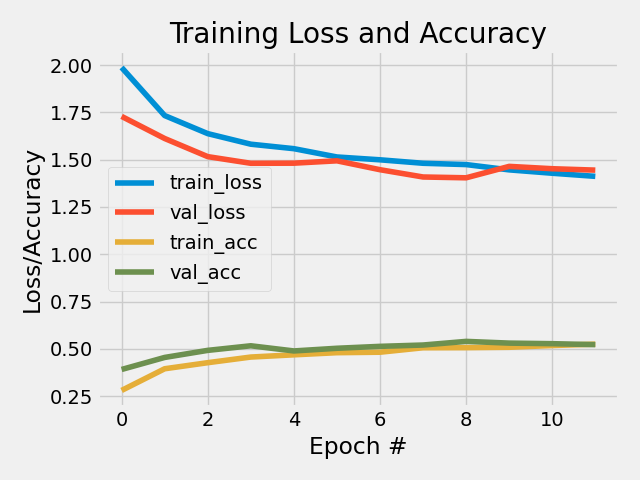 Training Loss and Accuracy
Loss/Accuracy
2.00
1.75
1.50
1.25
1.00
0.75
0.50
0.25
train_loss
val_loss
train_acc
val_acc
0 2 4 6 8 10
Epoch #